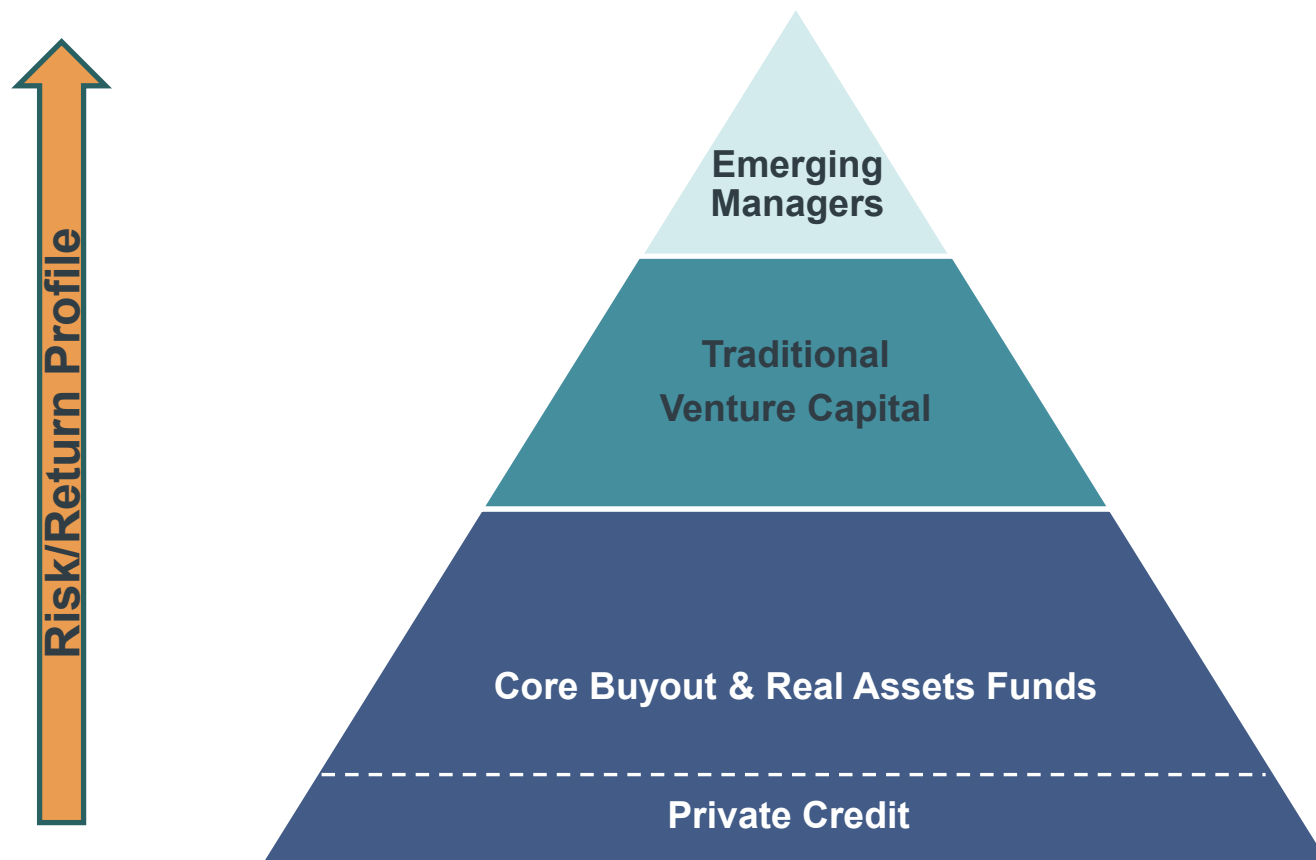 Risk/Return Profile
Emerging
Managers
Traditional
Venture Capital
Core Buyout & Real Assets Funds
Private Credit